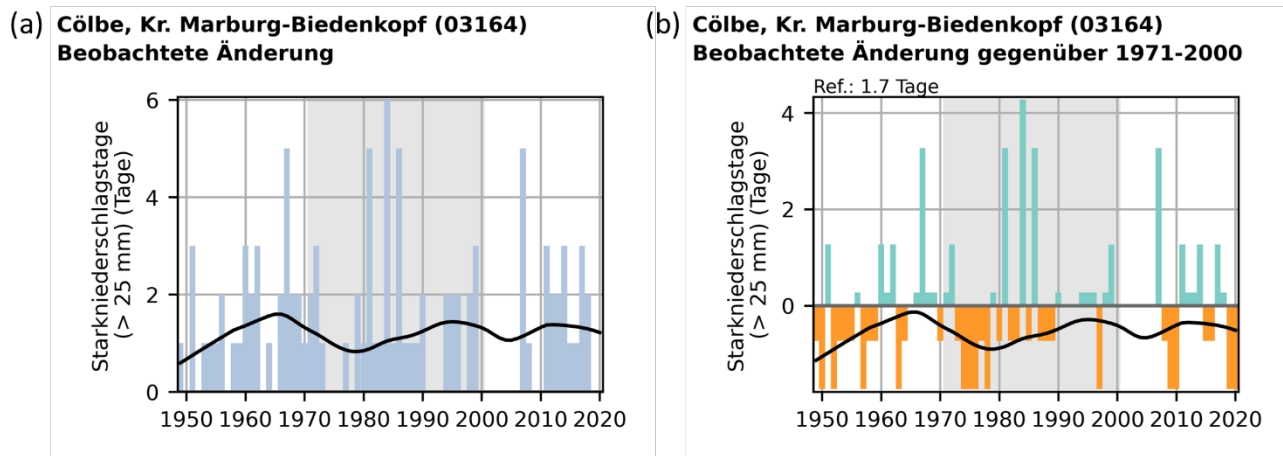 (a) Cölbe, Kr. Marburg-Biedenkopf (03164)
Beobachtete Änderung
Starkniederschlagstage
(> 25 mm) (Tage)
6
4
2
0
1950 1960 1970 1980 1990 2000 2010 2020
(b) Cölbe, Kr. Marburg-Biedenkopf (03164)
Beobachtete Änderung gegenüber 1971-2000
Ref.: 1.7 Tage
Starkniederschlagstage
(> 25 mm) (Tage)
4
2
0
1950 1960 1970 1980 1990 2000 2010 2020